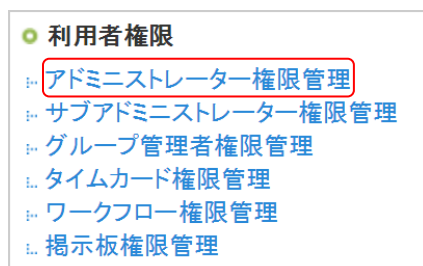 利用者権限
アドミニストレーター権限管理
サブアドミニストレーター権限管理
グループ管理者権限管理
タイムカード権限管理
ワークフロー権限管理
掲示板権限管理